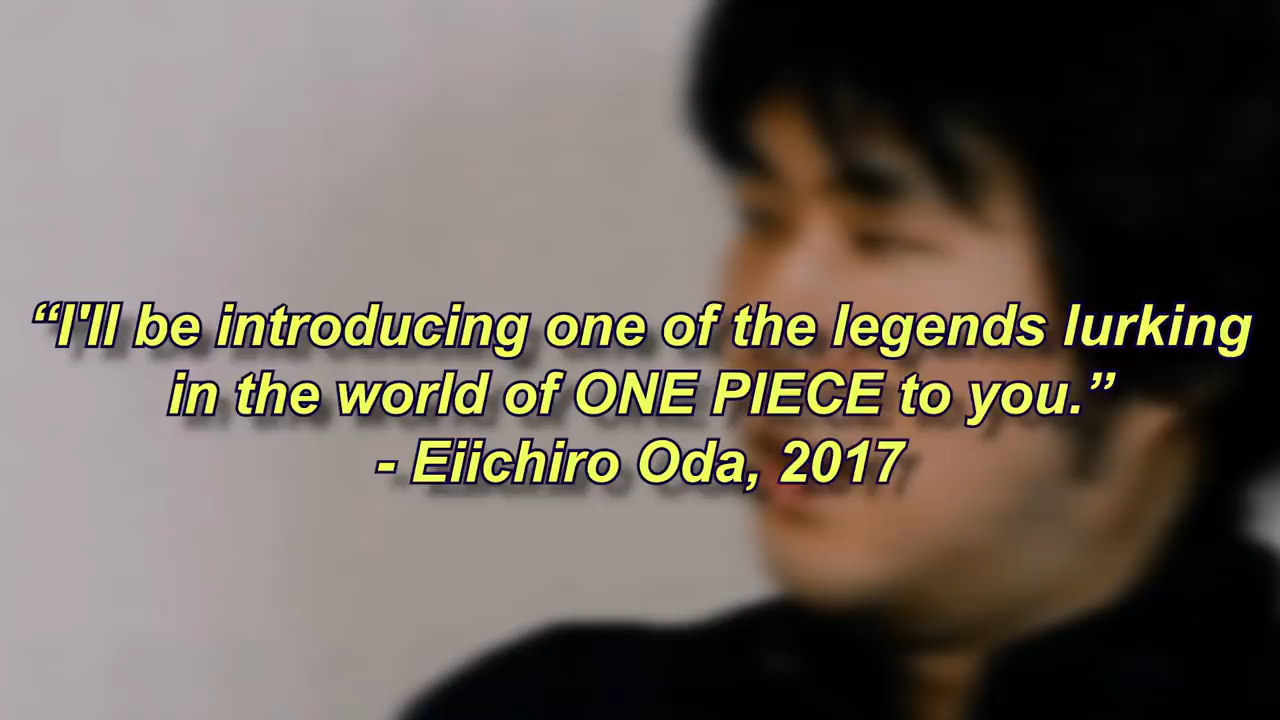 “I'll be introducing one of the legends lurking
in the world of ONE PIECE to you.”
- Eiichiro Oda, 2017